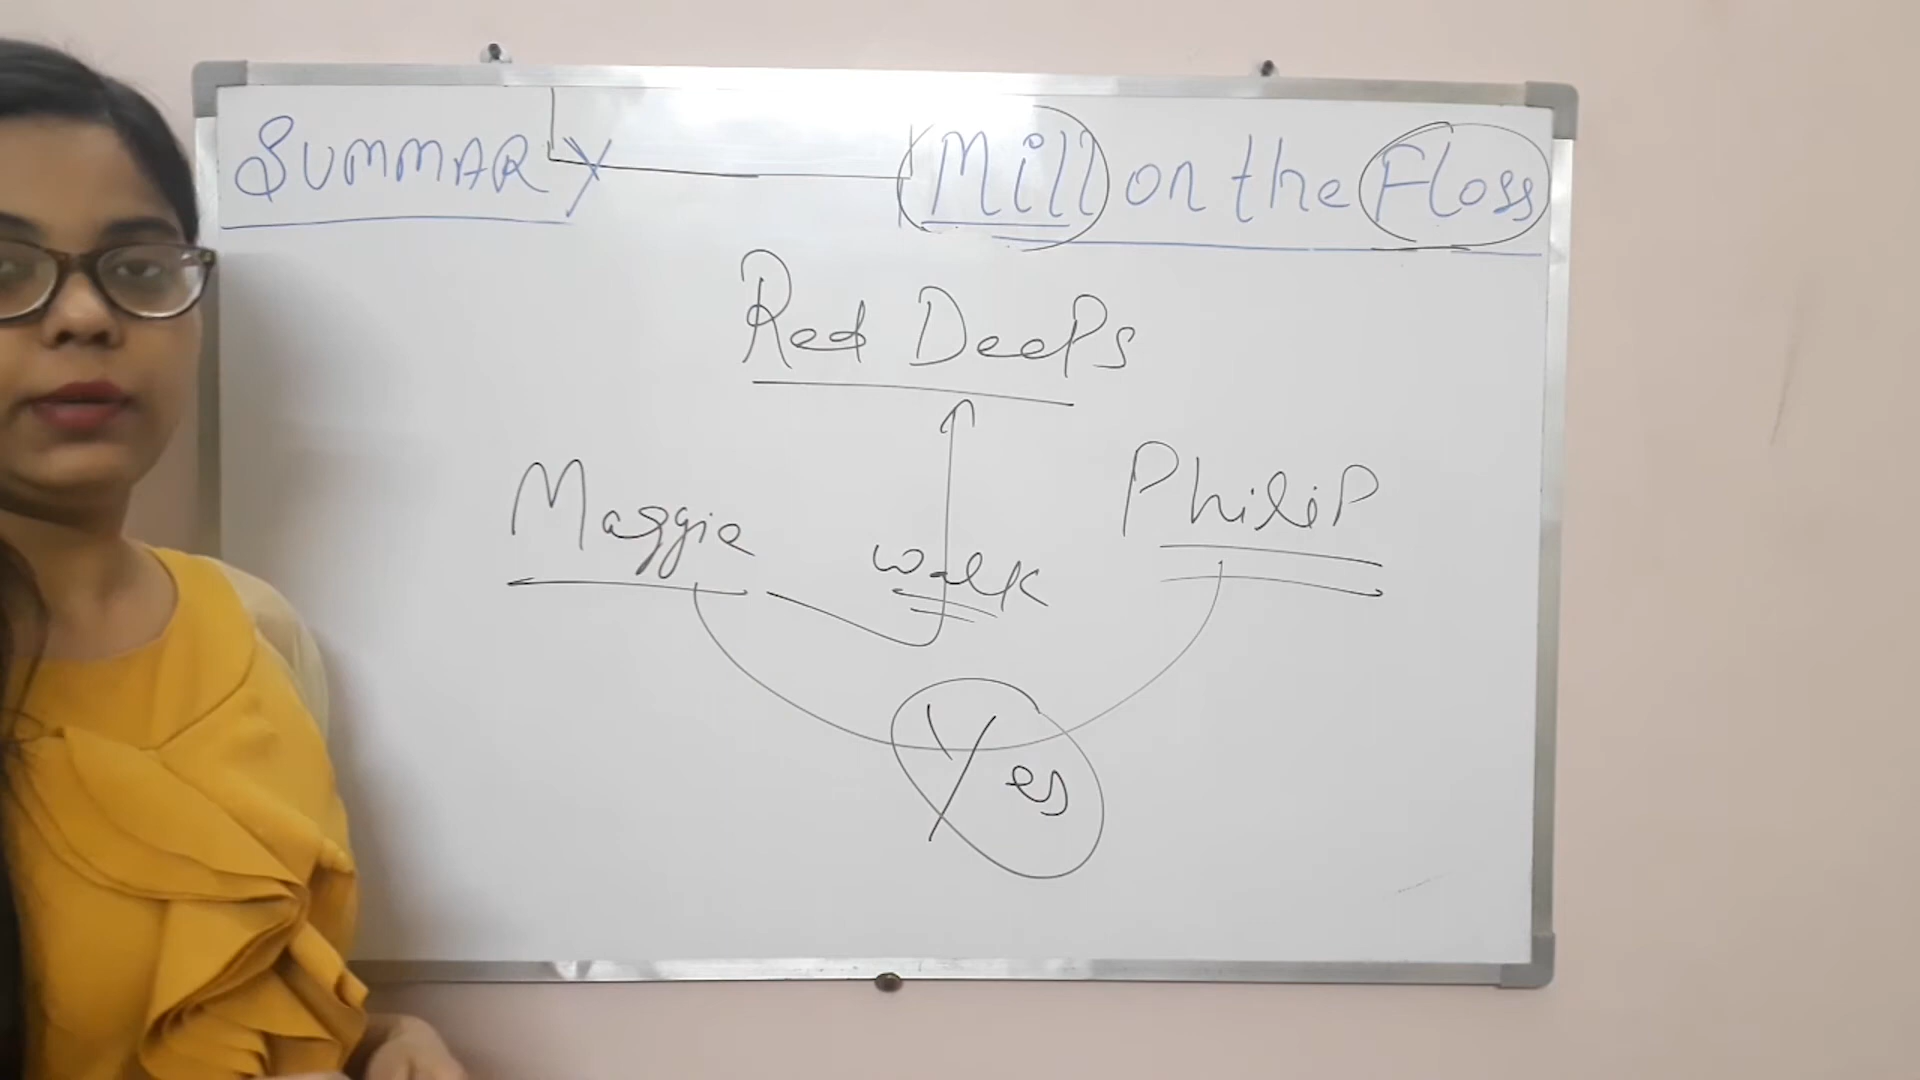 SUMMARY Mill on the Floss
Red Deeps
Maggie Philip
walk
Yes